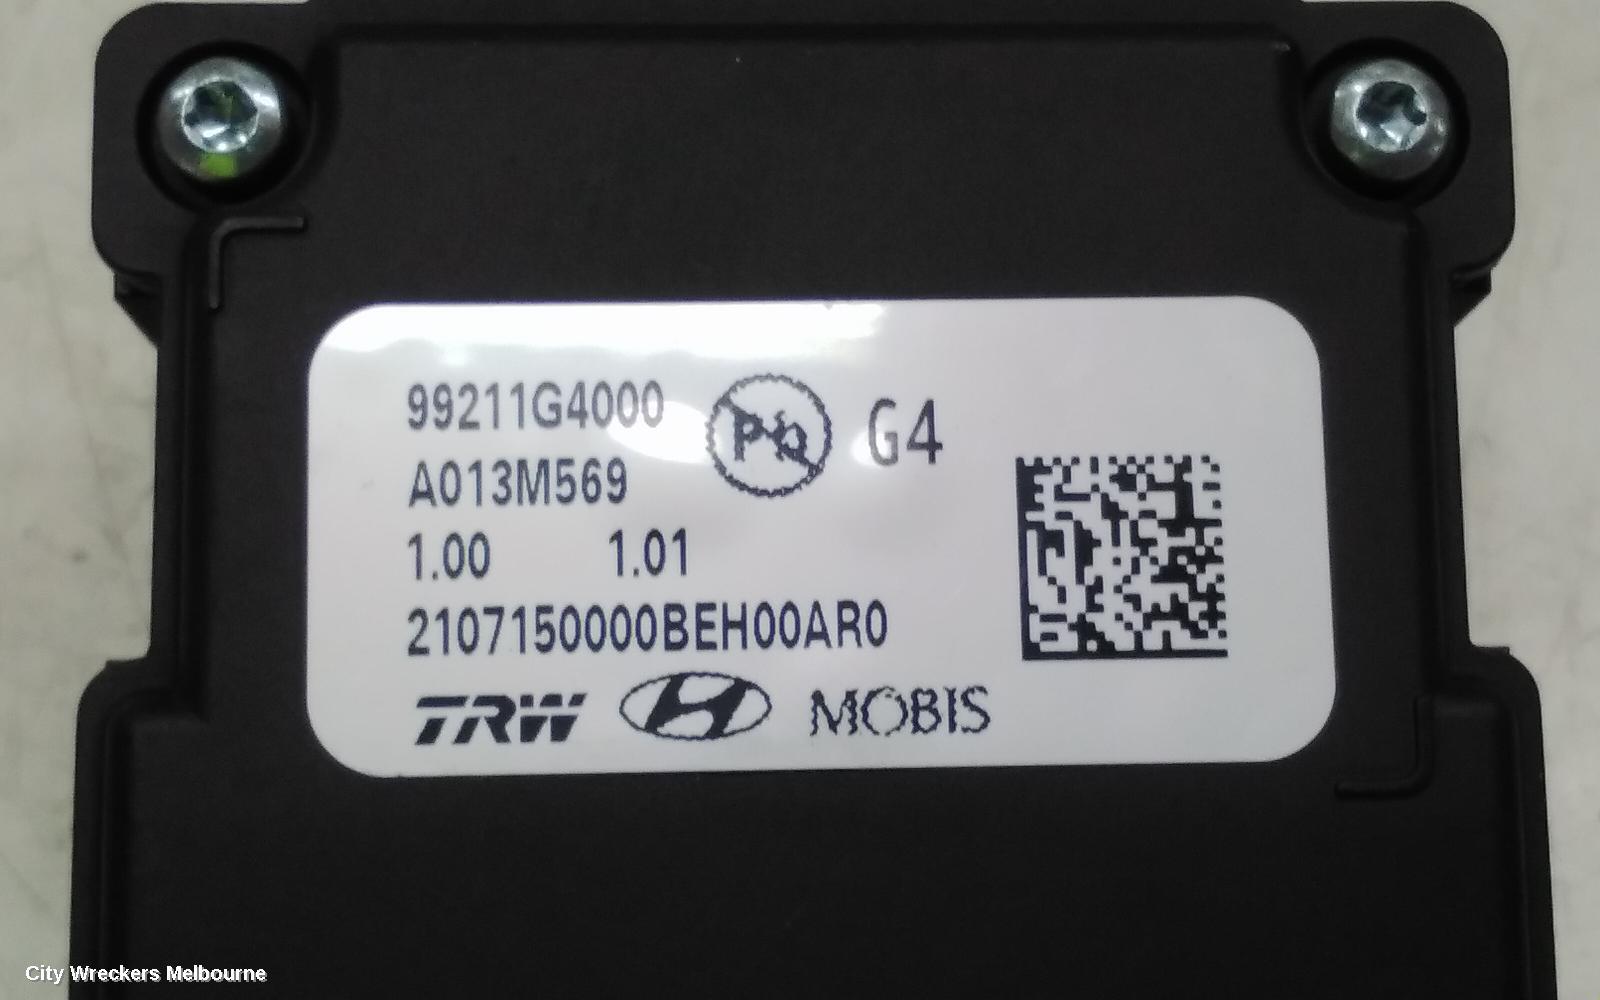 99211G4000
Pb G4
A013M569
1.00 1.01
2107150000BEH00AR0
TRW MOBIS
City Wreckers Melbourne